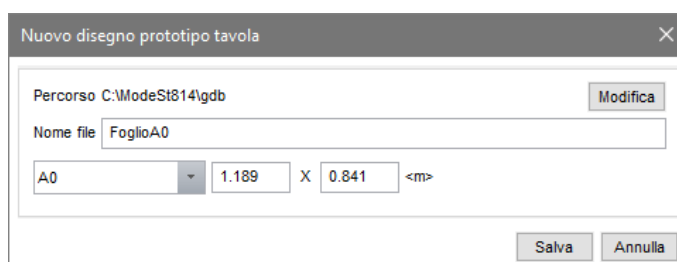 Nuovo disegno prototipo tavola
Percorso C:\ModeSt814\gdb Modifica
Nome file FoglioA0
A0 1.189 X 0.841 <m>
Salva Annulla